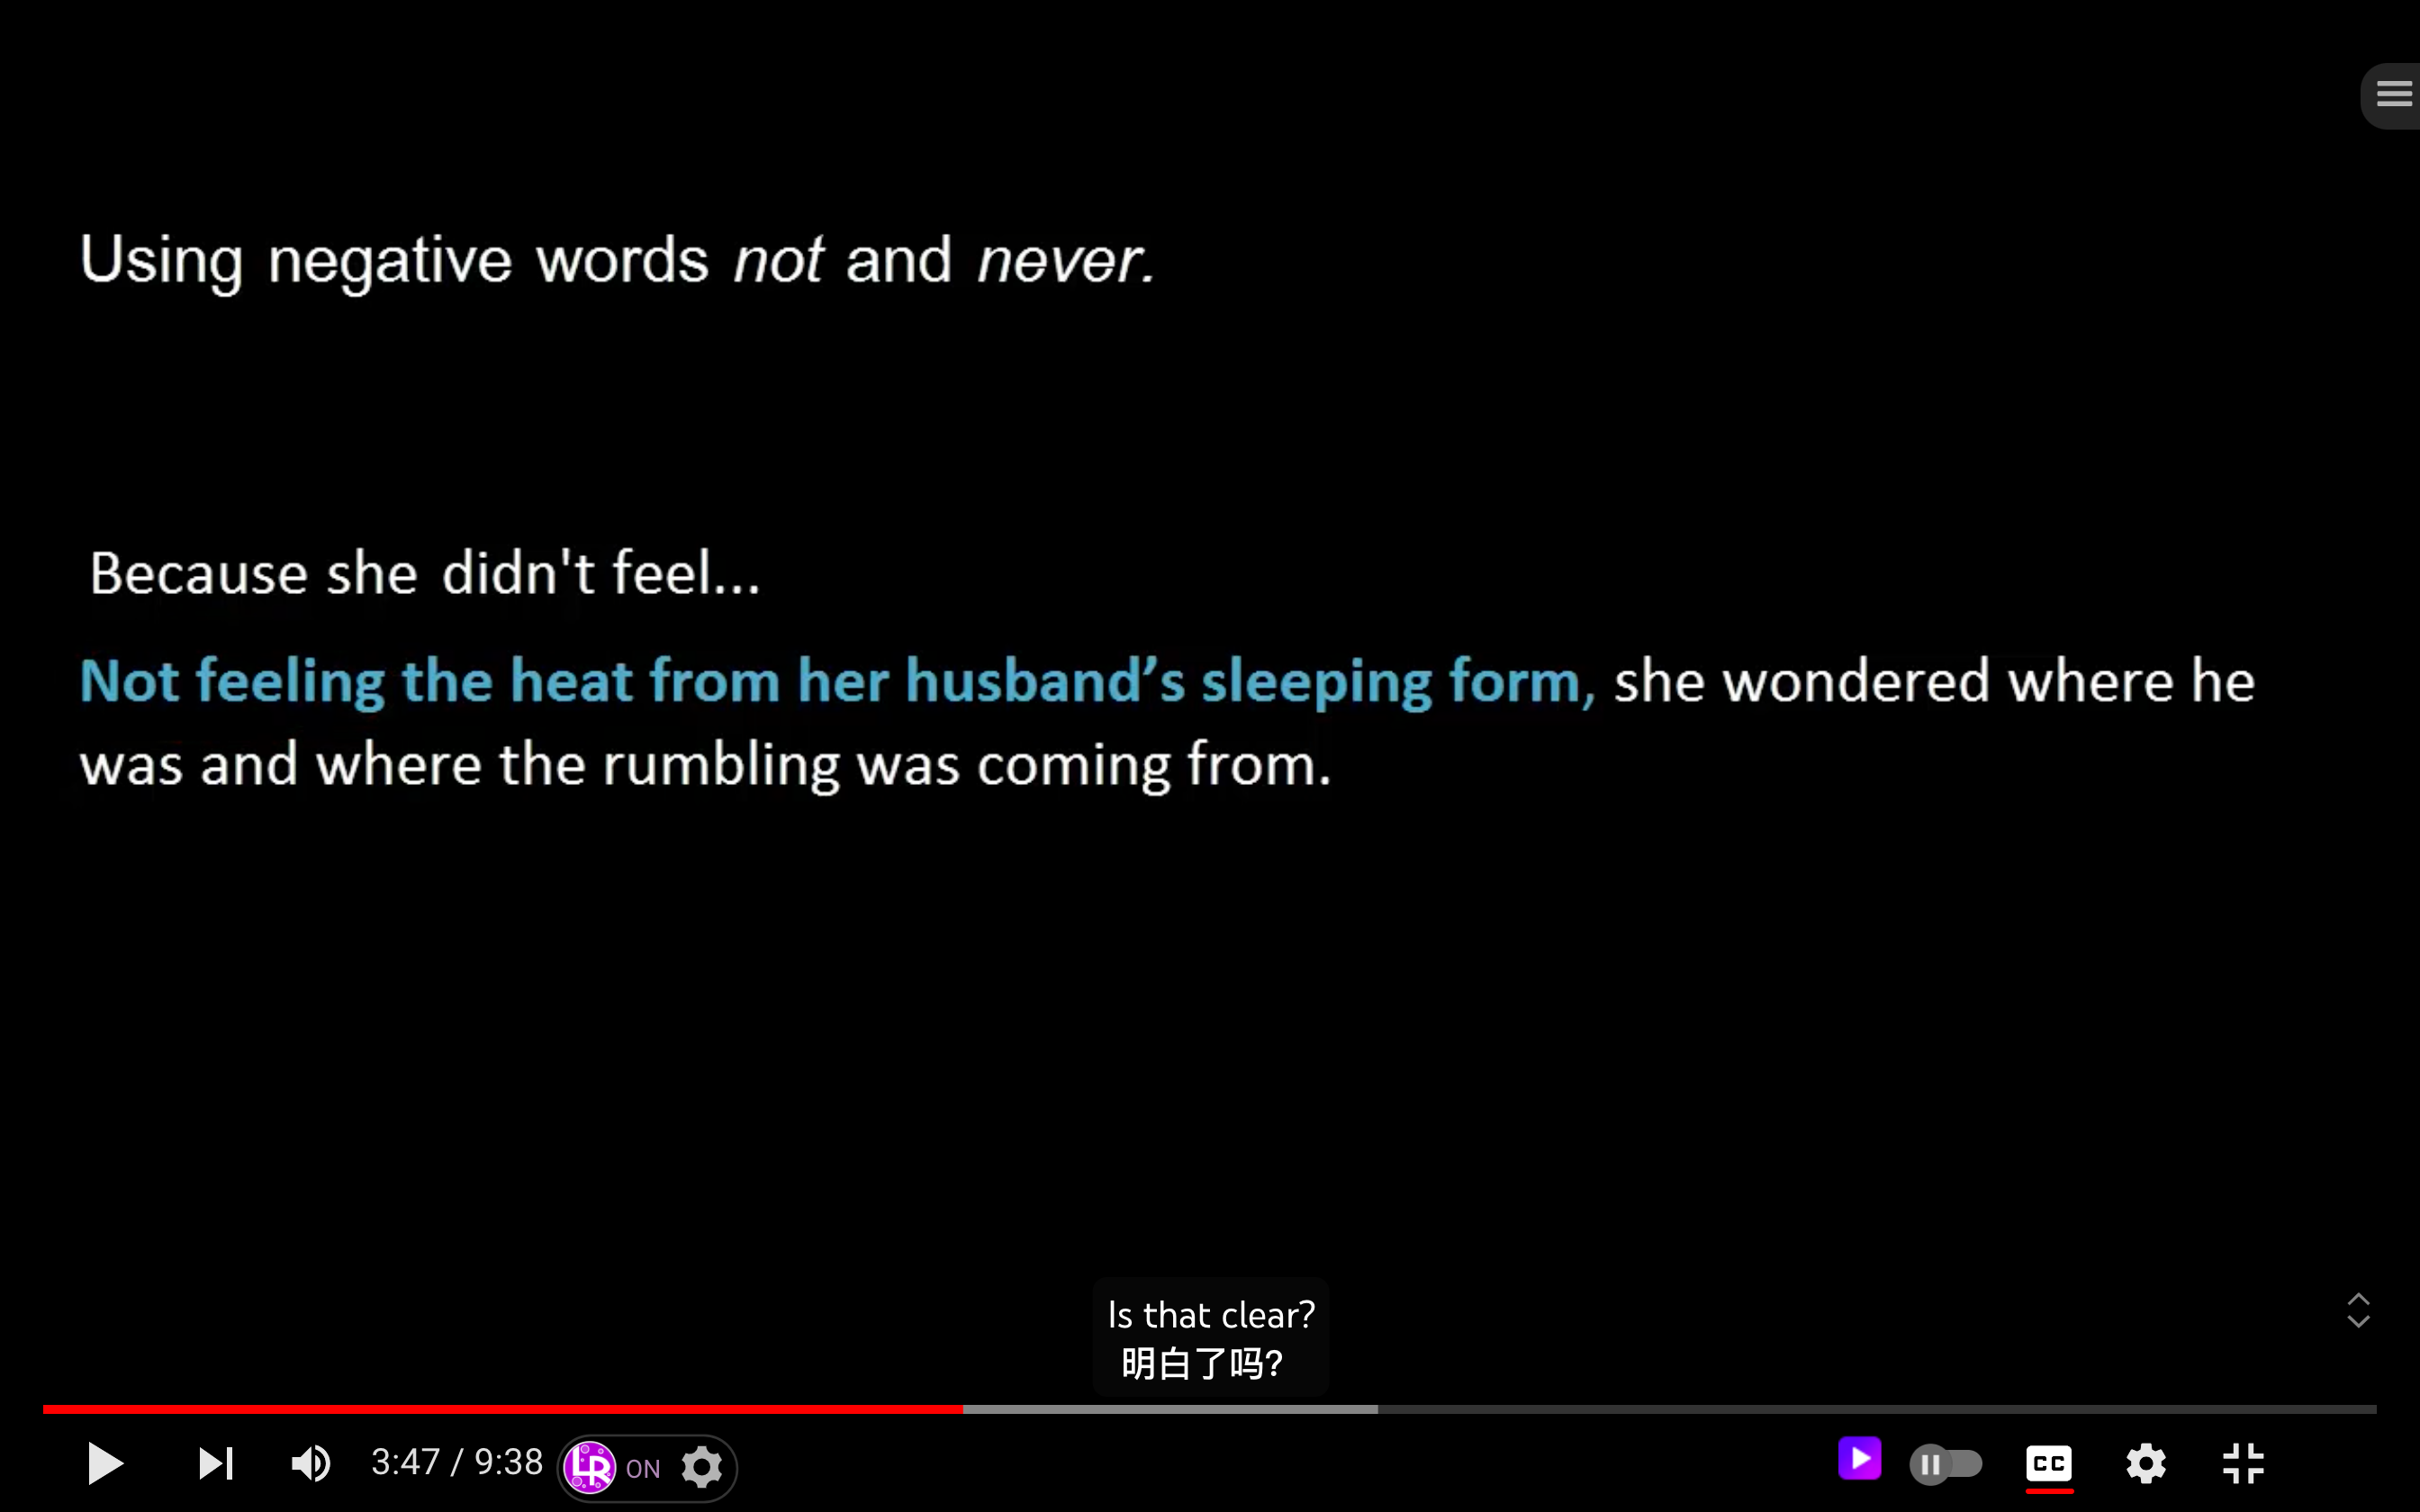 Using negative words not and never.
Because she didn't feel...
Not feeling the heat from her husband’s sleeping form, she wondered where he
was and where the rumbling was coming from.
Is that clear?
明白了吗?
3:47 / 9:38 LR ON CC